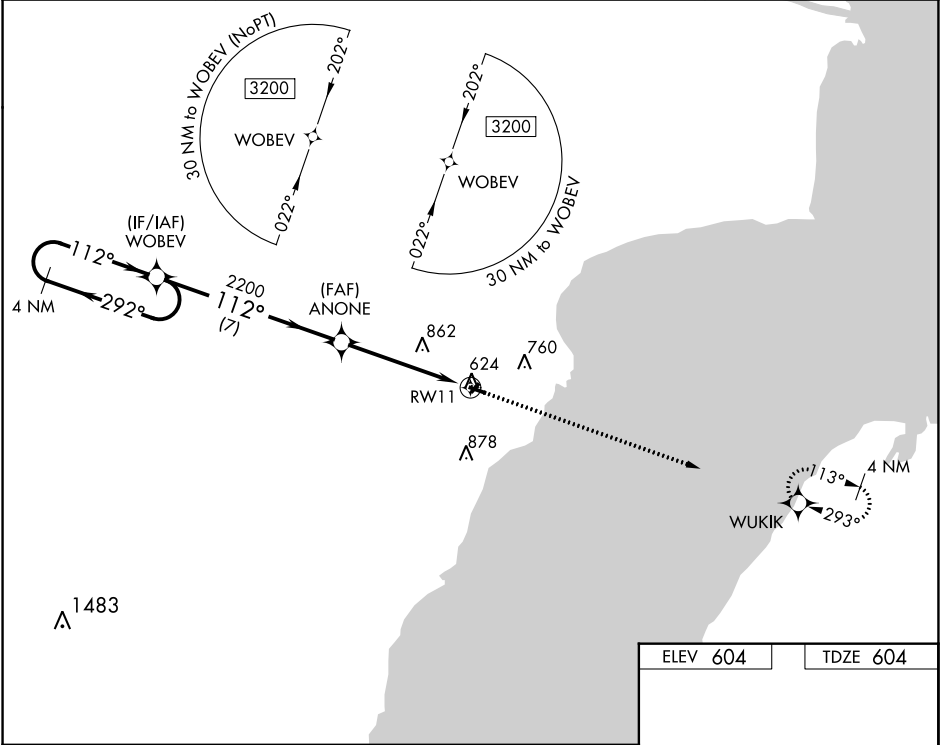 30 NM to WOBEV (NoPT)
202°
3200
WOBEV
022°
202°
3200
WOBEV
022°
30 NM to WOBEV
(IF/IAF)
WOBEV
112°
292°
4 NM
2200
112°
(7)
(FAF)
ANONE
862
760
624
RW11
878
113°
4 NM
WUKIK
293°
1483
ELEV 604
TDZE 604